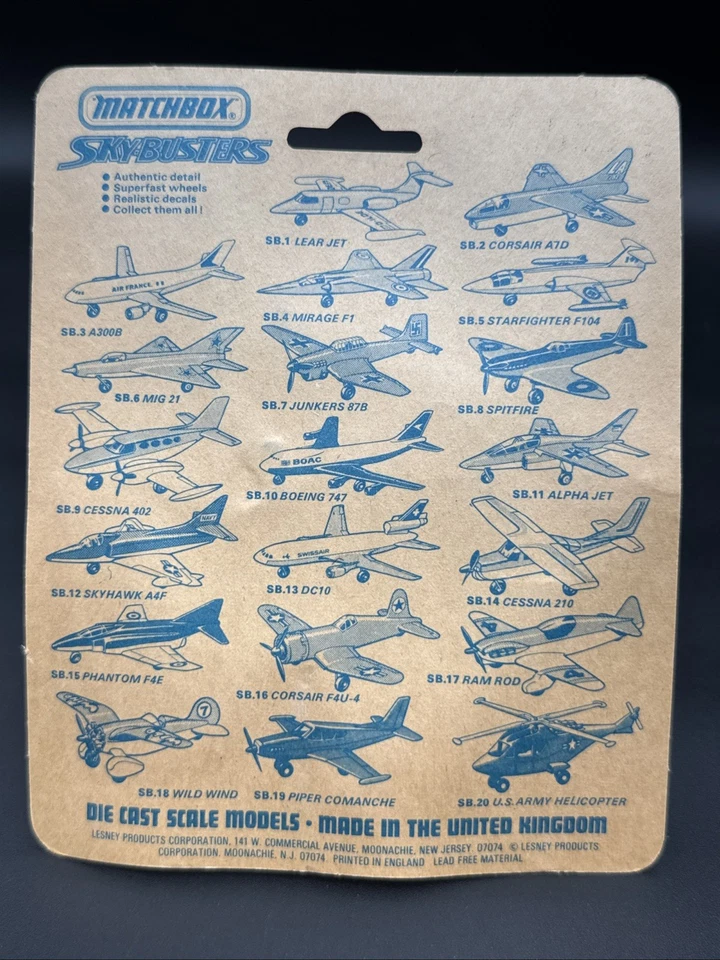 MATCHBOX®
SKY-BUSTERS
● Authentic detail
● Superfast wheels
● Realistic decals
● Collect them all!
SB.1 LEAR JET
SB.2 CORSAIR A7D
AIR FRANCE
SB.3 A300B
SB.4 MIRAGE F1
SB.5 STARFIGHTER F104
SB.6 MIG 21
SB.7 JUNKERS 87B
SB.8 SPITFIRE
SB.9 CESSNA 402
BOAC
SB.10 BOEING 747
SB.11 ALPHA JET
NAVY
SB.12 SKYHAWK A4F
SWISSAIR
SB.13 DC10
SB.14 CESSNA 210
SB.15 PHANTOM F4E
SB.16 CORSAIR F4U-4
SB.17 RAM ROD
7
SB.18 WILD WIND
SB.19 PIPER COMANCHE
SB.20 U.S. ARMY HELICOPTER
DIE CAST SCALE MODELS • MADE IN THE UNITED KINGDOM
LESNEY PRODUCTS CORPORATION, 141 W. COMMERCIAL AVENUE, MOONACHIE, NEW JERSEY 07074 © LESNEY PRODUCTS
CORPORATION. MOONACHIE, N.J. 07074 PRINTED IN ENGLAND LEAD FREE MATERIAL